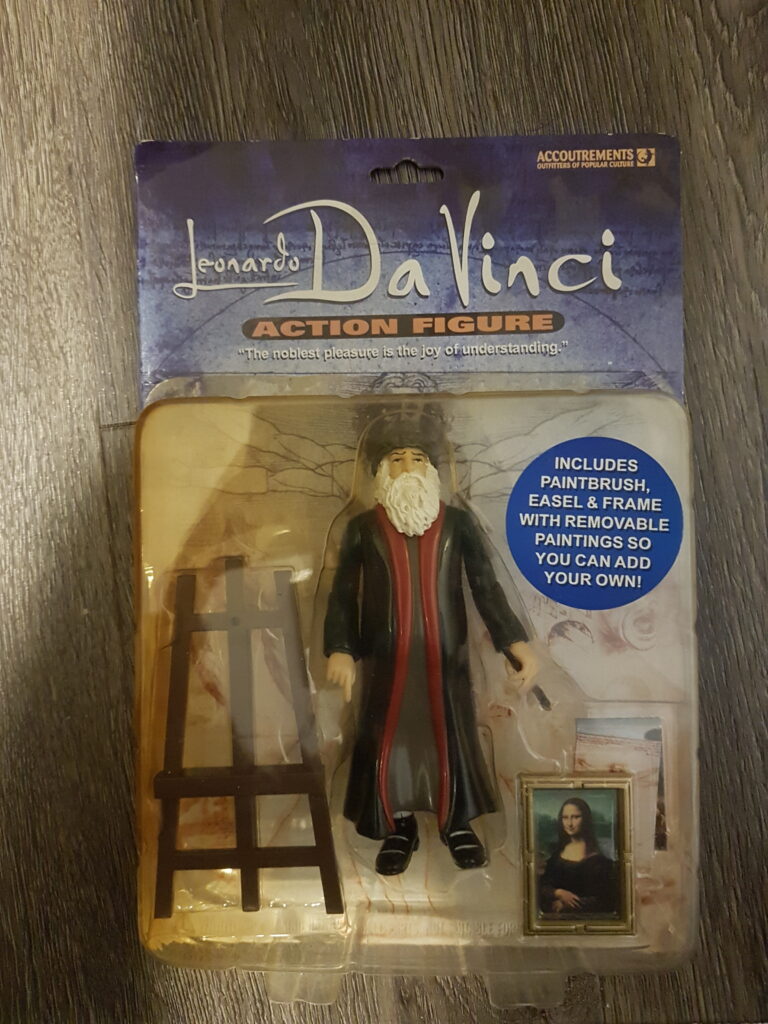 ACCOUTREMENTS
OUTFITTERS OF POPULAR CULTURE
Leonardo Da Vinci
ACTION FIGURE
"The noblest pleasure is the joy of understanding."
INCLUDES
PAINTBRUSH,
EASEL & FRAME
WITH REMOVABLE
PAINTINGS SO
YOU CAN ADD
YOUR OWN!